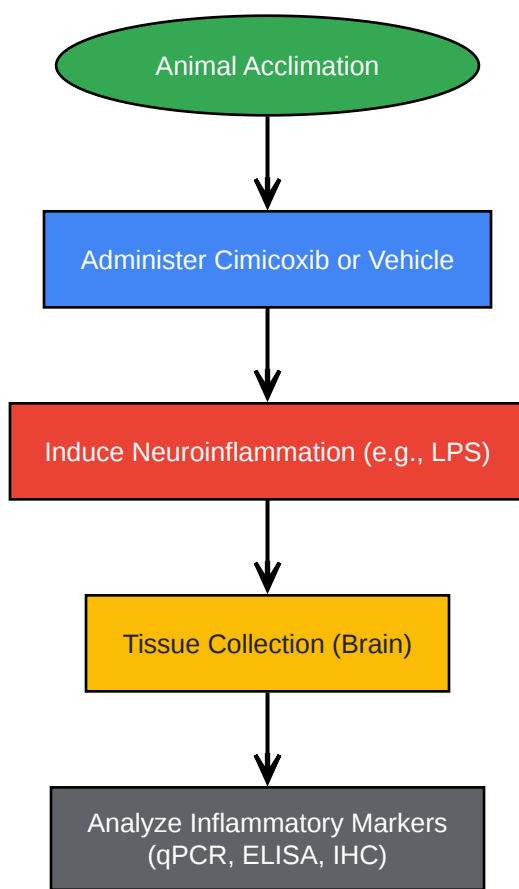 Animal Acclimation
Administer Cimicoxib or Vehicle
Induce Neuroinflammation (e.g., LPS)
Tissue Collection (Brain)
Analyze Inflammatory Markers
(qPCR, ELISA, IHC)